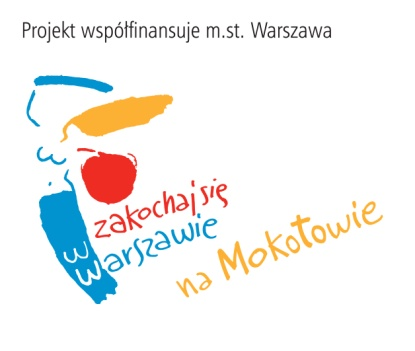 Projekt współfinansuje m.st. Warszawa
zakochaj się
w Warszawie
na Mokotowie